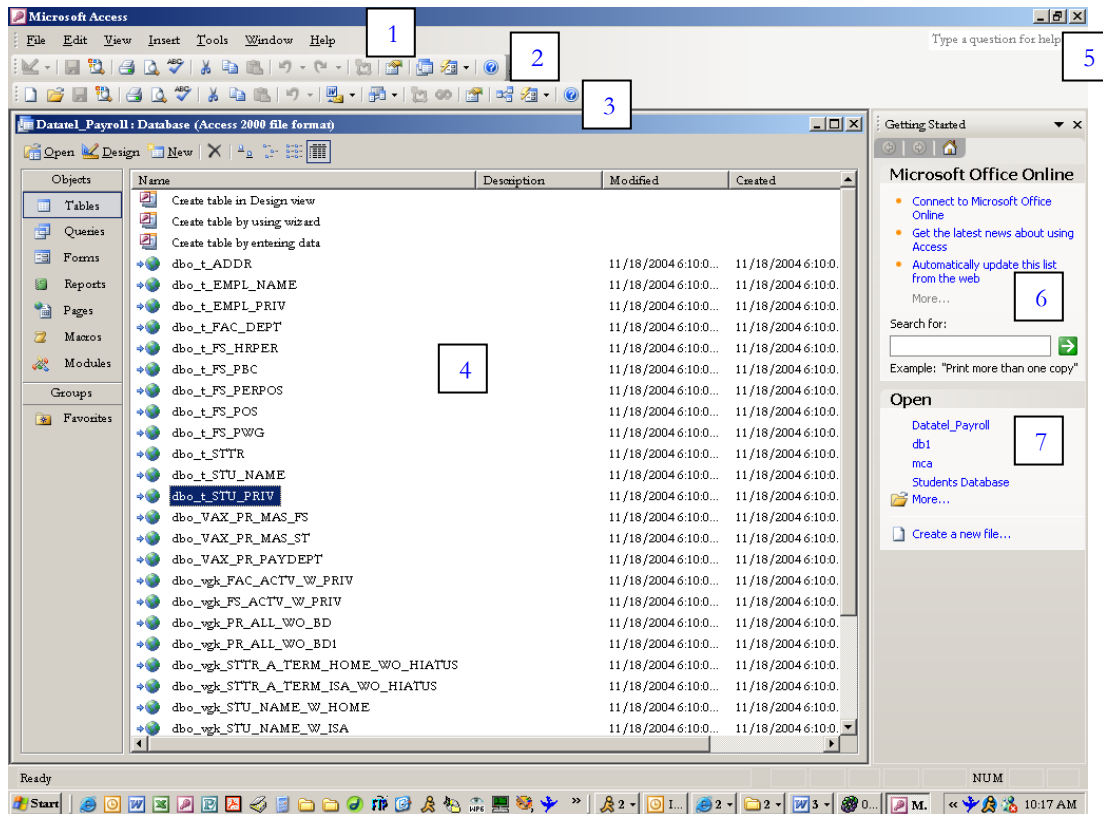 Microsoft Access
File Edit View Insert Tools Window Help
1
Type a question for help
2
5
3
Datatel_Payroll : Database (Access 2000 file format)
Open Design New
Objects
Tables
Queries
Forms
Reports
Pages
Macros
Modules
Groups
Favorites
Name Description Modified Created
Create table in Design view
Create table by using wizard
Create table by entering data
dbo_t_ADDR 11/18/2004 6:10:0... 11/18/2004 6:10:0.
dbo_t_EMPL_NAME 11/18/2004 6:10:0... 11/18/2004 6:10:0.
dbo_t_EMPL_PRIV 11/18/2004 6:10:0... 11/18/2004 6:10:0.
dbo_t_FAC_DEPT 11/18/2004 6:10:0... 11/18/2004 6:10:0.
dbo_t_FS_HRPER 11/18/2004 6:10:0... 11/18/2004 6:10:0.
dbo_t_FS_PBC 11/18/2004 6:10:0... 11/18/2004 6:10:0.
4
dbo_t_FS_PERPOS 11/18/2004 6:10:0... 11/18/2004 6:10:0.
dbo_t_FS_POS 11/18/2004 6:10:0... 11/18/2004 6:10:0.
dbo_t_FS_PWG 11/18/2004 6:10:0... 11/18/2004 6:10:0.
dbo_t_STTR 11/18/2004 6:10:0... 11/18/2004 6:10:0.
dbo_t_STU_NAME 11/18/2004 6:10:0... 11/18/2004 6:10:0.
dbo_t_STU_PRIV 11/18/2004 6:10:0... 11/18/2004 6:10:0.
dbo_VAX_PR_MAS_FS 11/18/2004 6:10:0... 11/18/2004 6:10:0.
dbo_VAX_PR_MAS_ST 11/18/2004 6:10:0... 11/18/2004 6:10:0.
dbo_VAX_PR_PAYDEPT 11/18/2004 6:10:0... 11/18/2004 6:10:0.
dbo_vgk_FAC_ACTV_W_PRIV 11/18/2004 6:10:0... 11/18/2004 6:10:0.
dbo_vgk_FS_ACTV_W_PRIV 11/18/2004 6:10:0... 11/18/2004 6:10:0.
dbo_vgk_PR_ALL_WO_BD 11/18/2004 6:10:0... 11/18/2004 6:10:0.
dbo_vgk_PR_ALL_WO_BD1 11/18/2004 6:10:0... 11/18/2004 6:10:0.
dbo_vgk_STTR_A_TERM_HOME_WO_HIATUS 11/18/2004 6:10:0... 11/18/2004 6:10:0.
dbo_vgk_STTR_A_TERM_ISA_WO_HIATUS 11/18/2004 6:10:0... 11/18/2004 6:10:0.
dbo_vgk_STU_NAME_W_HOME 11/18/2004 6:10:0... 11/18/2004 6:10:0.
dbo_vgk_STU_NAME_W_ISA 11/18/2004 6:10:0... 11/18/2004 6:10:0.
Getting Started
Microsoft Office Online
Connect to Microsoft Office
Online
Get the latest news about using
Access
Automatically update this list
from the web
More...
6
Search for:
Example: "Print more than one copy"
Open
Datatel_Payroll
db1
7
mca
Students Database
More...
Create a new file...
Ready NUM
Start 2 I... 2 2 3 0... M. 10:17 AM